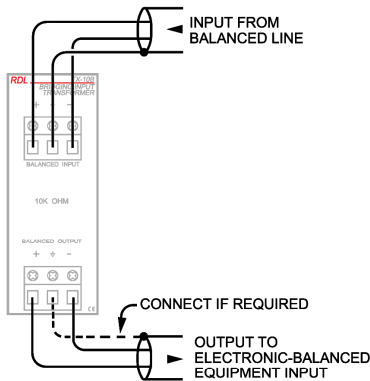 INPUT FROM
BALANCED LINE
RDL TX-10B
BRIDGING INPUT
TRANSFORMER
+ ⏚ −
BALANCED INPUT
10K OHM
BALANCED OUTPUT
+ ⏚ −
CE
CONNECT IF REQUIRED
OUTPUT TO
ELECTRONIC-BALANCED
EQUIPMENT INPUT